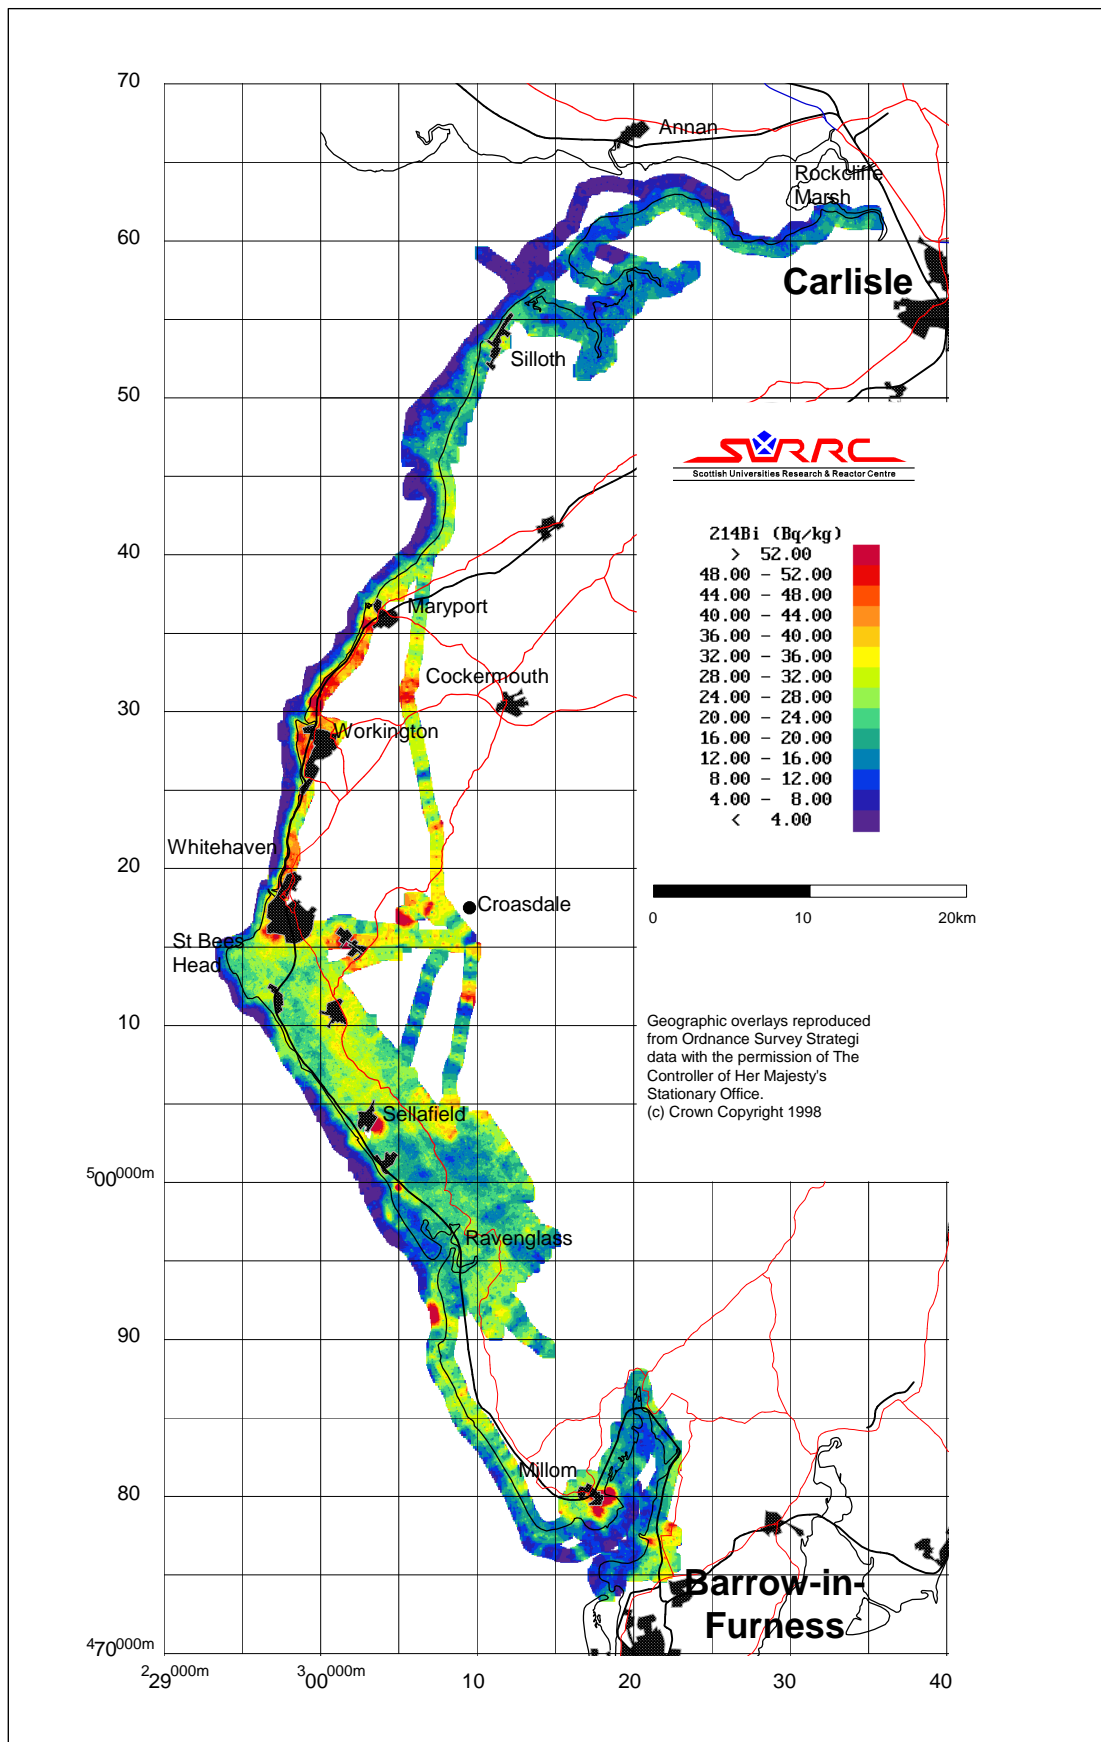 70
Annan
Rockcliffe
Marsh
60
Carlisle
Silloth
50
SURRC
Scottish Universities Research & Reactor Centre
214Bi (Bq/kg)
> 52.00
48.00 - 52.00
44.00 - 48.00
40.00 - 44.00
36.00 - 40.00
32.00 - 36.00
28.00 - 32.00
24.00 - 28.00
20.00 - 24.00
16.00 - 20.00
12.00 - 16.00
8.00 - 12.00
4.00 - 8.00
< 4.00
40
Maryport
Cockermouth
30
Workington
Whitehaven
20
Croasdale
0 10 20km
St Bees
Head
10
Geographic overlays reproduced
from Ordnance Survey Strategi
data with the permission of The
Controller of Her Majesty's
Stationary Office.
(c) Crown Copyright 1998
Sellafield
500000m
Ravenglass
90
Millom
80
Barrow-in-
Furness
470000m
290000m 300000m 10 20 30 40